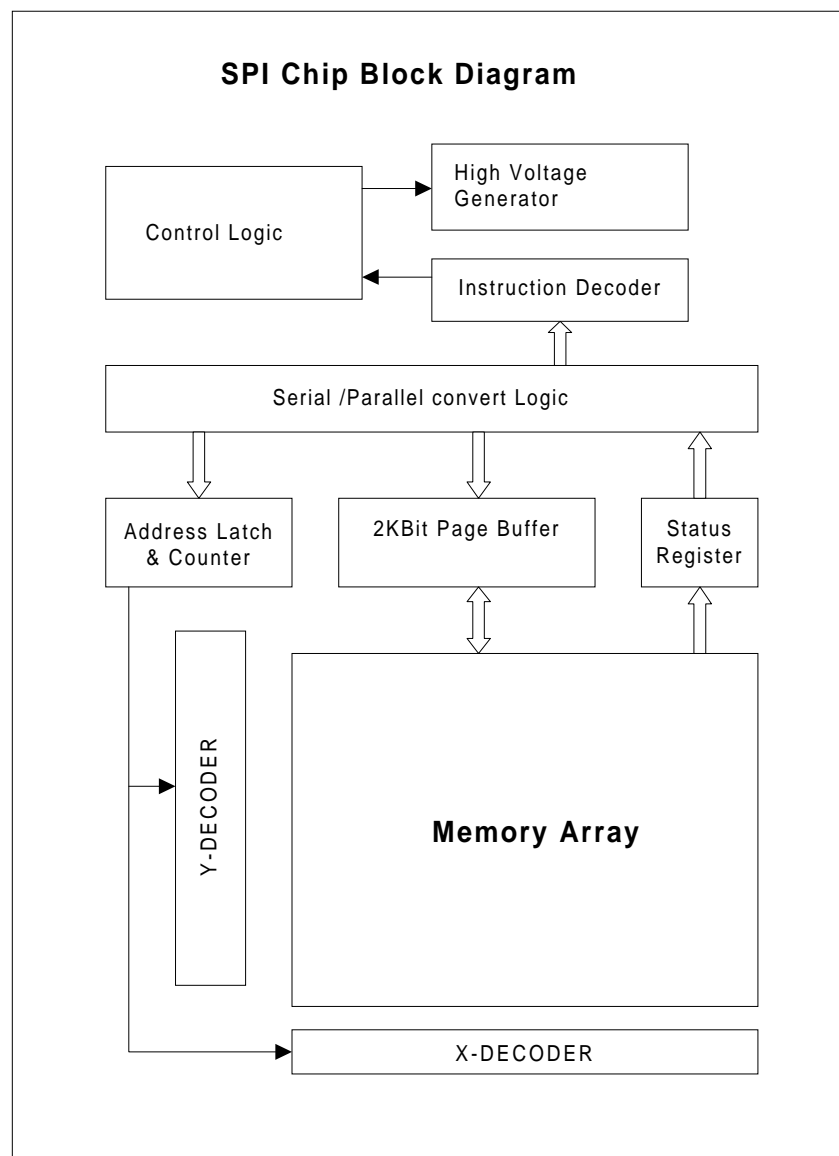 SPI Chip Block Diagram
High Voltage
Generator
Control Logic
Instruction Decoder
Serial /Parallel convert Logic
Address Latch
& Counter
2KBit Page Buffer
Status
Register
Y-DECODER
Memory Array
X-DECODER